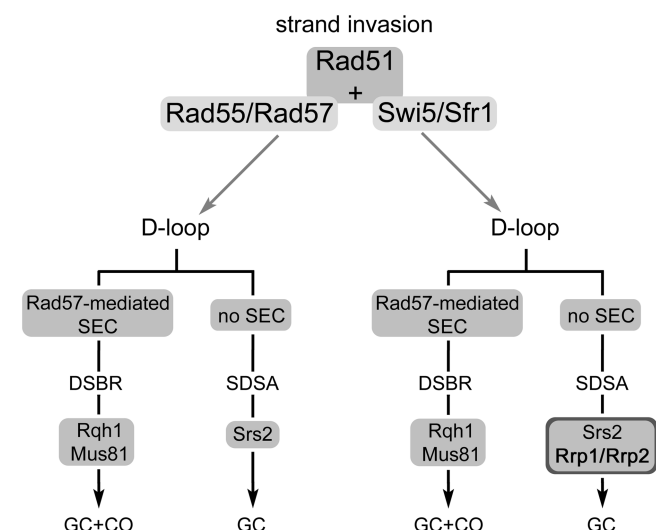 strand invasion
Rad51
+
Rad55/Rad57
Swi5/Sfr1
D-loop
D-loop
Rad57-mediated
SEC
no SEC
Rad57-mediated
SEC
no SEC
DSBR
SDSA
DSBR
SDSA
Rqh1
Mus81
Srs2
Rqh1
Mus81
Srs2
Rrp1/Rrp2
GC+CO
GC
GC+CO
GC